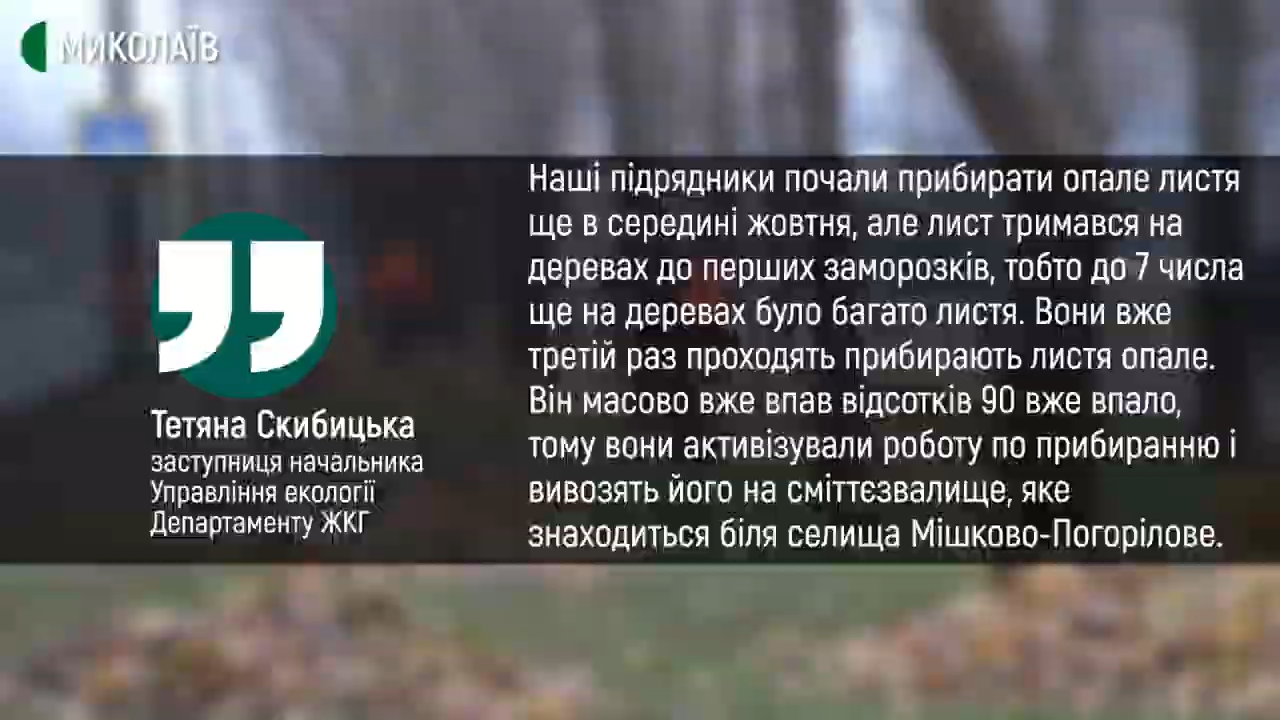 МИКОЛАЇВ
Наші підрядники почали прибирати опале листя
ще в середині жовтня, але лист тримався на
деревах до перших заморозків, тобто до 7 числа
ще на деревах було багато листя. Вони вже
третій раз проходять прибирають листя опале.
Він масово вже впав відсотків 90 вже впало,
тому вони активізували роботу по прибиранню і
вивозять його на сміттєзвалище, яке
знаходиться біля селища Мішково-Погорілове.
Тетяна Скибицька
заступниця начальника
Управління екології
Департаменту ЖКГ